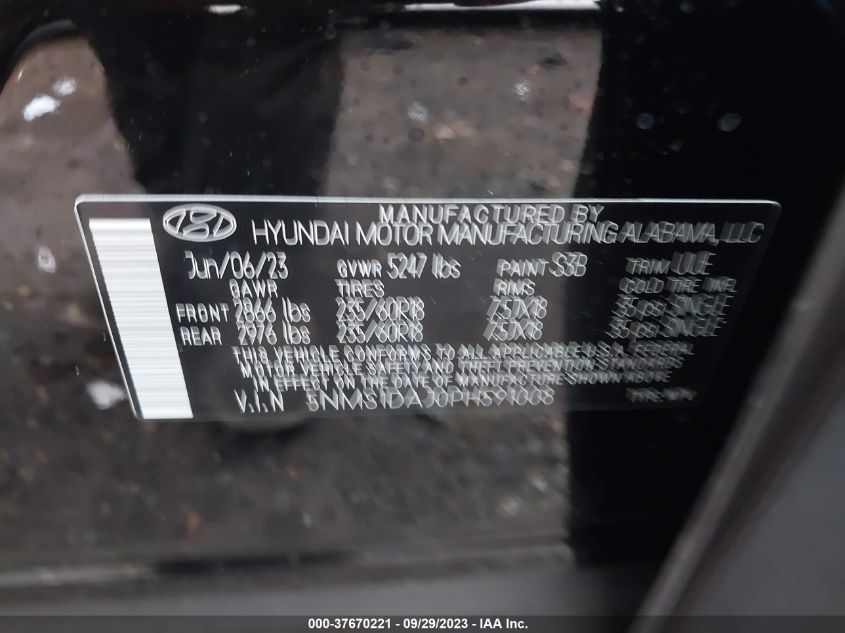 MANUFACTURED BY
HYUNDAI MOTOR MANUFACTURING ALABAMA, LLC
Jun/06/23 GVWR 5247 lbs PAINT S3B TRIM UUE
GAWR TIRES RIMS COLD TIRE INFL
FRONT 2866 lbs 235/60R18 7.5JX18 35 psi SINGLE
REAR 2976 lbs 235/60R18 7.5JX18 35 psi SINGLE
THIS VEHICLE CONFORMS TO ALL APPLICABLE U.S.A. FEDERAL
MOTOR VEHICLE SAFETY AND THEFT PREVENTION STANDARDS
IN EFFECT ON THE DATE OF MANUFACTURE SHOWN ABOVE.
V.I.N 5NMS1DAJ0PH591008 TYPE: MPV
000-37670221 - 09/29/2023 - IAA Inc.